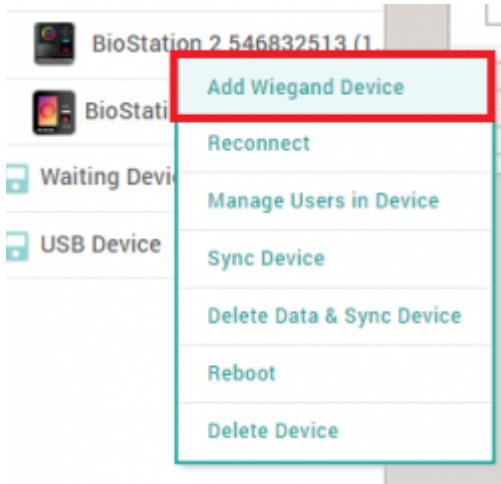 BioStation 2 546832513 (1..
Add Wiegand Device
BioStati
Reconnect
Waiting Devi
Manage Users in Device
USB Device
Sync Device
Delete Data & Sync Device
Reboot
Delete Device